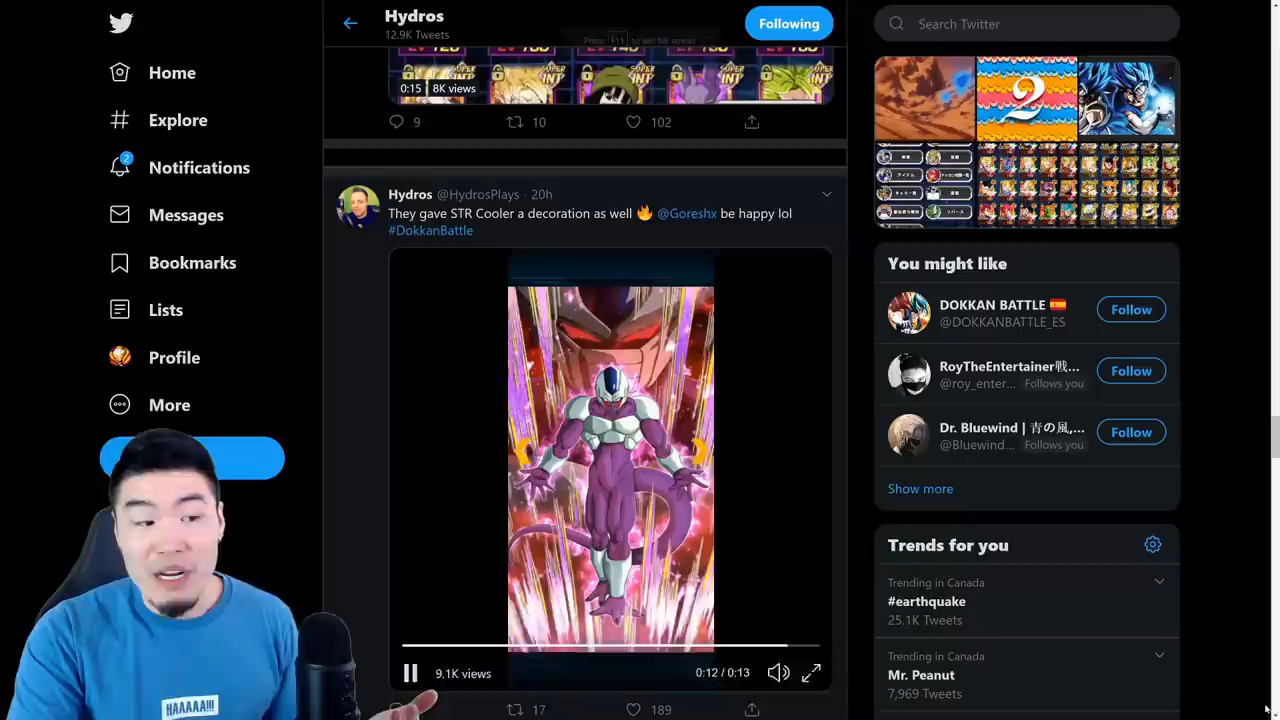 Hydros
12.9K Tweets
Following
Search Twitter
Home
Explore
2
Notifications
Messages
Bookmarks
Lists
Profile
More
HAAAAA!!!
0:15 8K views
9 10 102
Hydros @HydrosPlays · 20h
They gave STR Cooler a decoration as well 🔥 @Goreshx be happy lol
#DokkanBattle
9.1K views
0:12 / 0:13
17 189
2
You might like
DOKKAN BATTLE 🇪🇸
@DOKKANBATTLE_ES
Follow
RoyTheEntertainer戦...
@roy_enter... Follows you
Follow
Dr. Bluewind | 青の風,...
@Bluewind... Follows you
Follow
Show more
Trends for you
Trending in Canada
#earthquake
25.1K Tweets
Trending in Canada
Mr. Peanut
7,969 Tweets